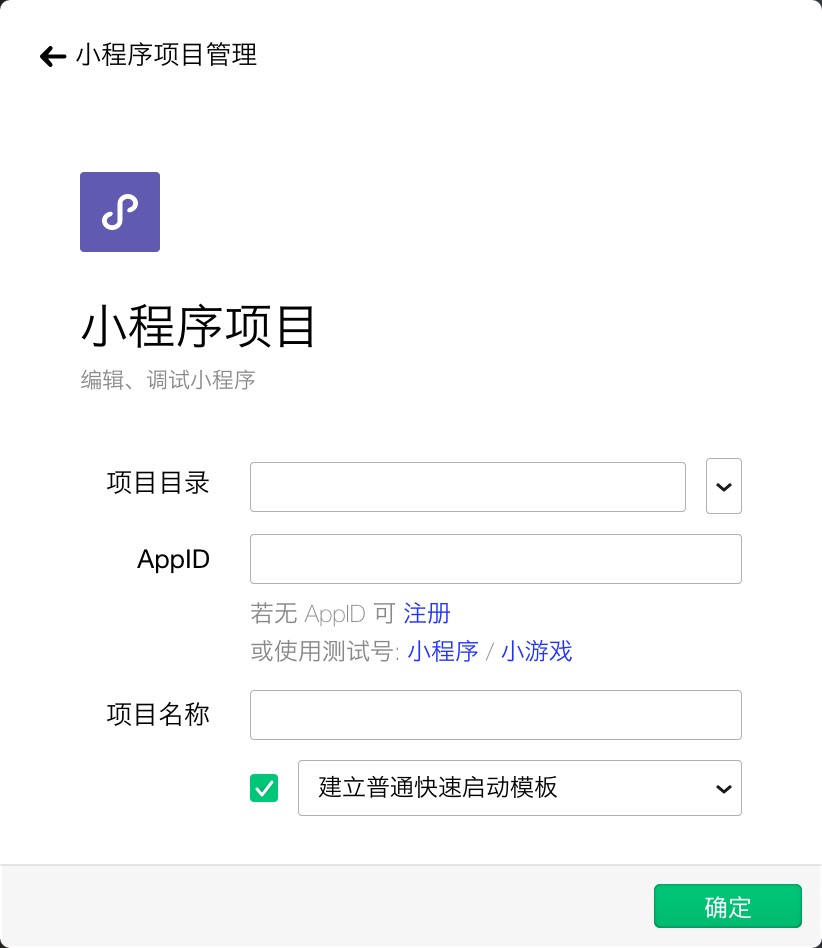 小程序项目管理
小程序项目
编辑、调试小程序
项目目录
AppID
若无 AppID 可 注册
或使用测试号: 小程序 / 小游戏
项目名称
建立普通快速启动模板
确定